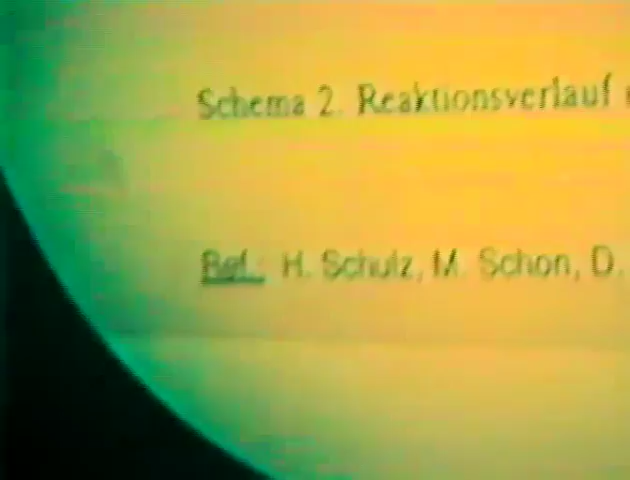 Schema 2. Reaktionsverlauf
Ref.: H. Schulz, M. Schon, D.